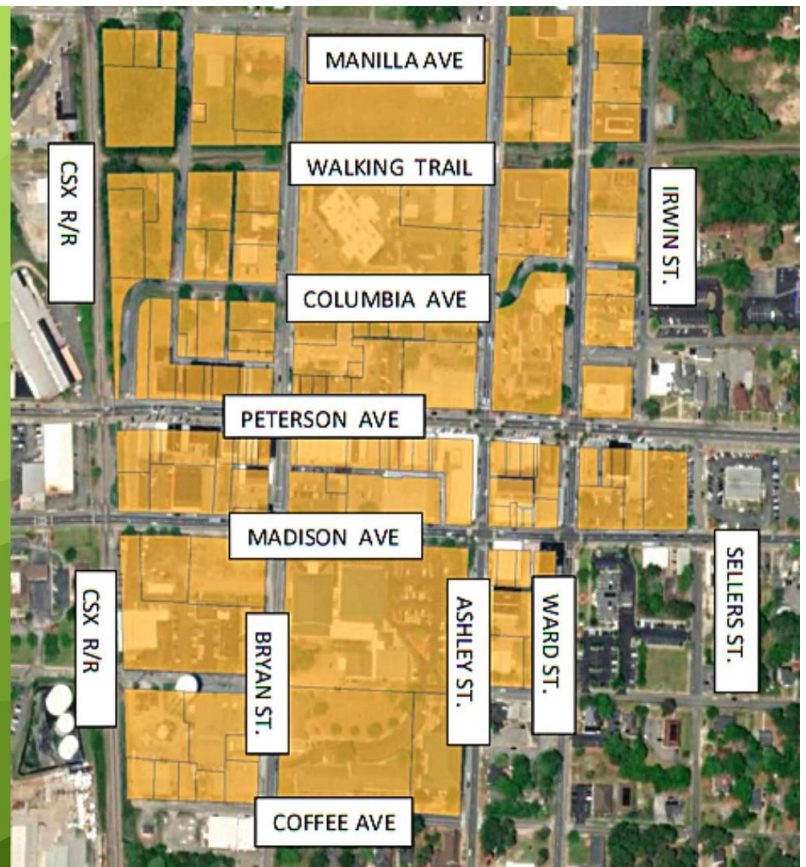 MANILLA AVE
WALKING TRAIL
CSX R/R
IRWIN ST.
COLUMBIA AVE
PETERSON AVE
MADISON AVE
CSX R/R
BRYAN ST.
ASHLEY ST.
WARD ST.
SELLERS ST.
COFFEE AVE